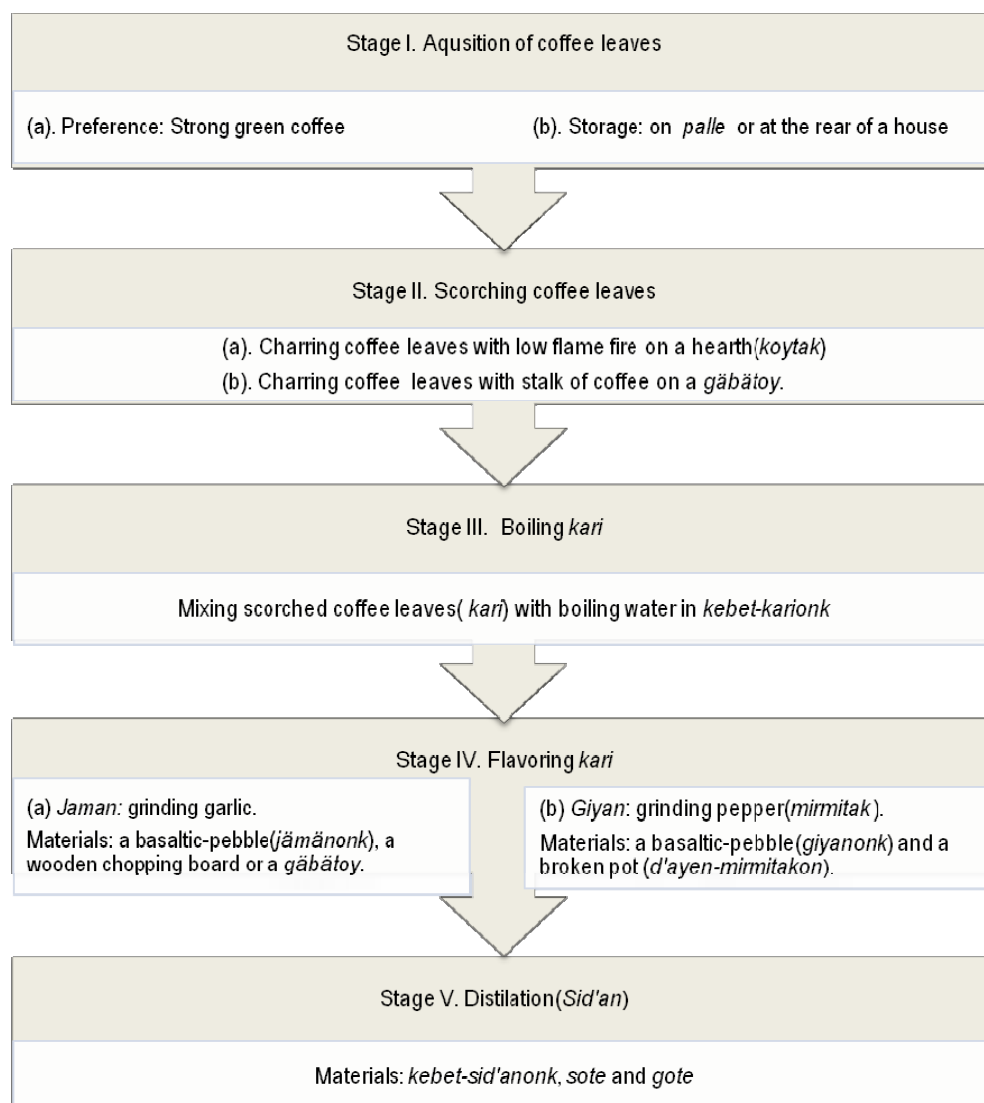 Stage I. Aqusition of coffee leaves
(a). Preference: Strong green coffee
(b). Storage: on palle or at the rear of a house
Stage II. Scorching coffee leaves
(a). Charring coffee leaves with low flame fire on a hearth(koytak)
(b). Charring coffee leaves with stalk of coffee on a gäbätoy.
Stage III. Boiling kari
Mixing scorched coffee leaves( kari) with boiling water in kebet-karionk
Stage IV. Flavoring kari
(a) Jaman: grinding garlic.
Materials: a basaltic-pebble(jämänonk), a
wooden chopping board or a gäbätoy.
(b) Giyan: grinding pepper(mirmitak).
Materials: a basaltic-pebble(giyanonk) and a
broken pot (d'ayen-mirmitakon).
Stage V. Distilation(Sid'an)
Materials: kebet-sid'anonk, sote and gote